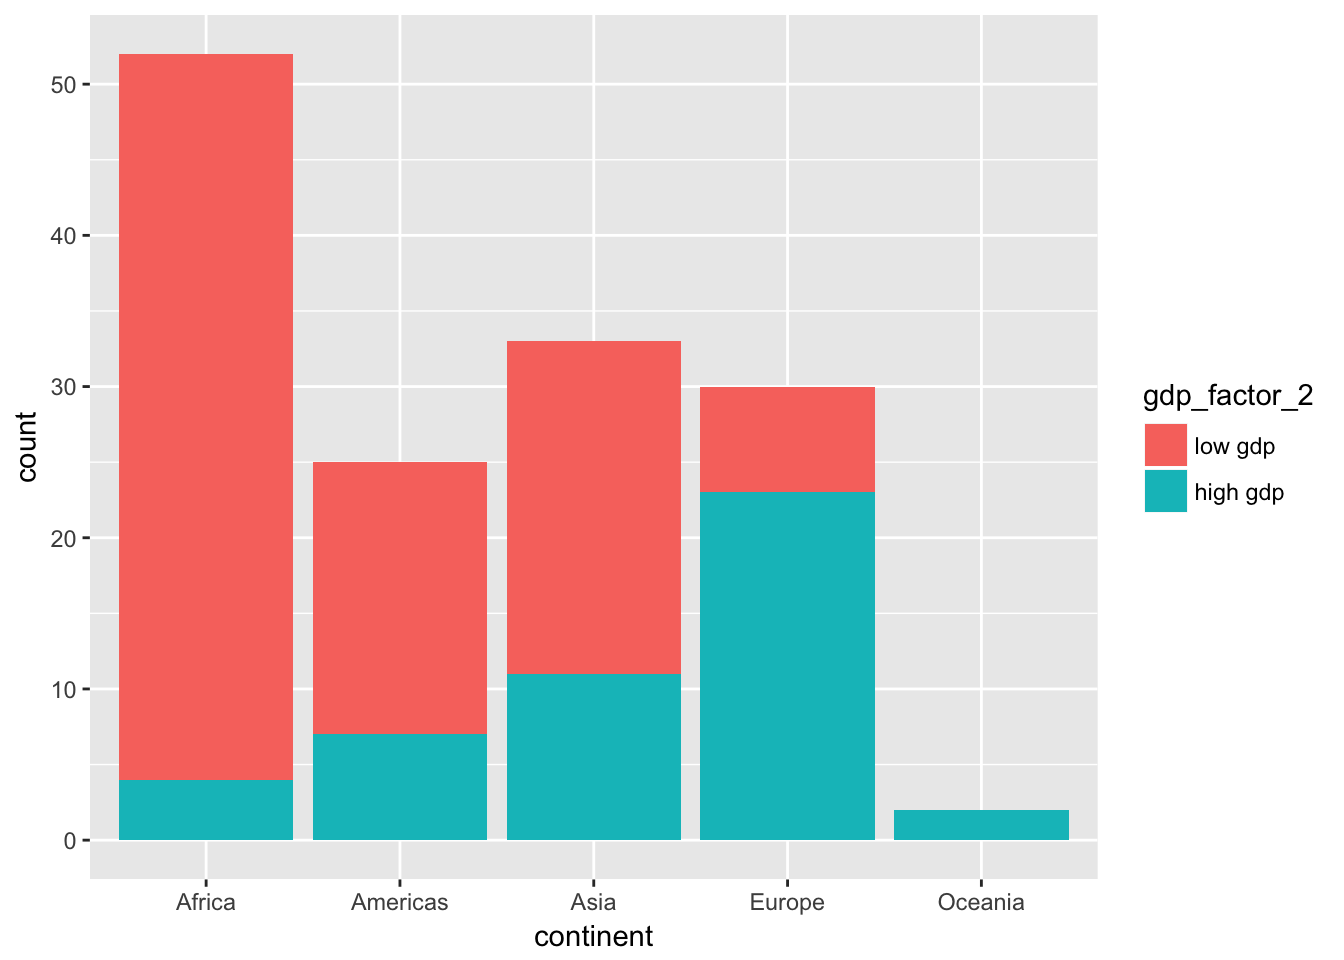 50
40
30
20
10
0
count
Africa Americas Asia Europe Oceania
continent
gdp_factor_2
low gdp
high gdp